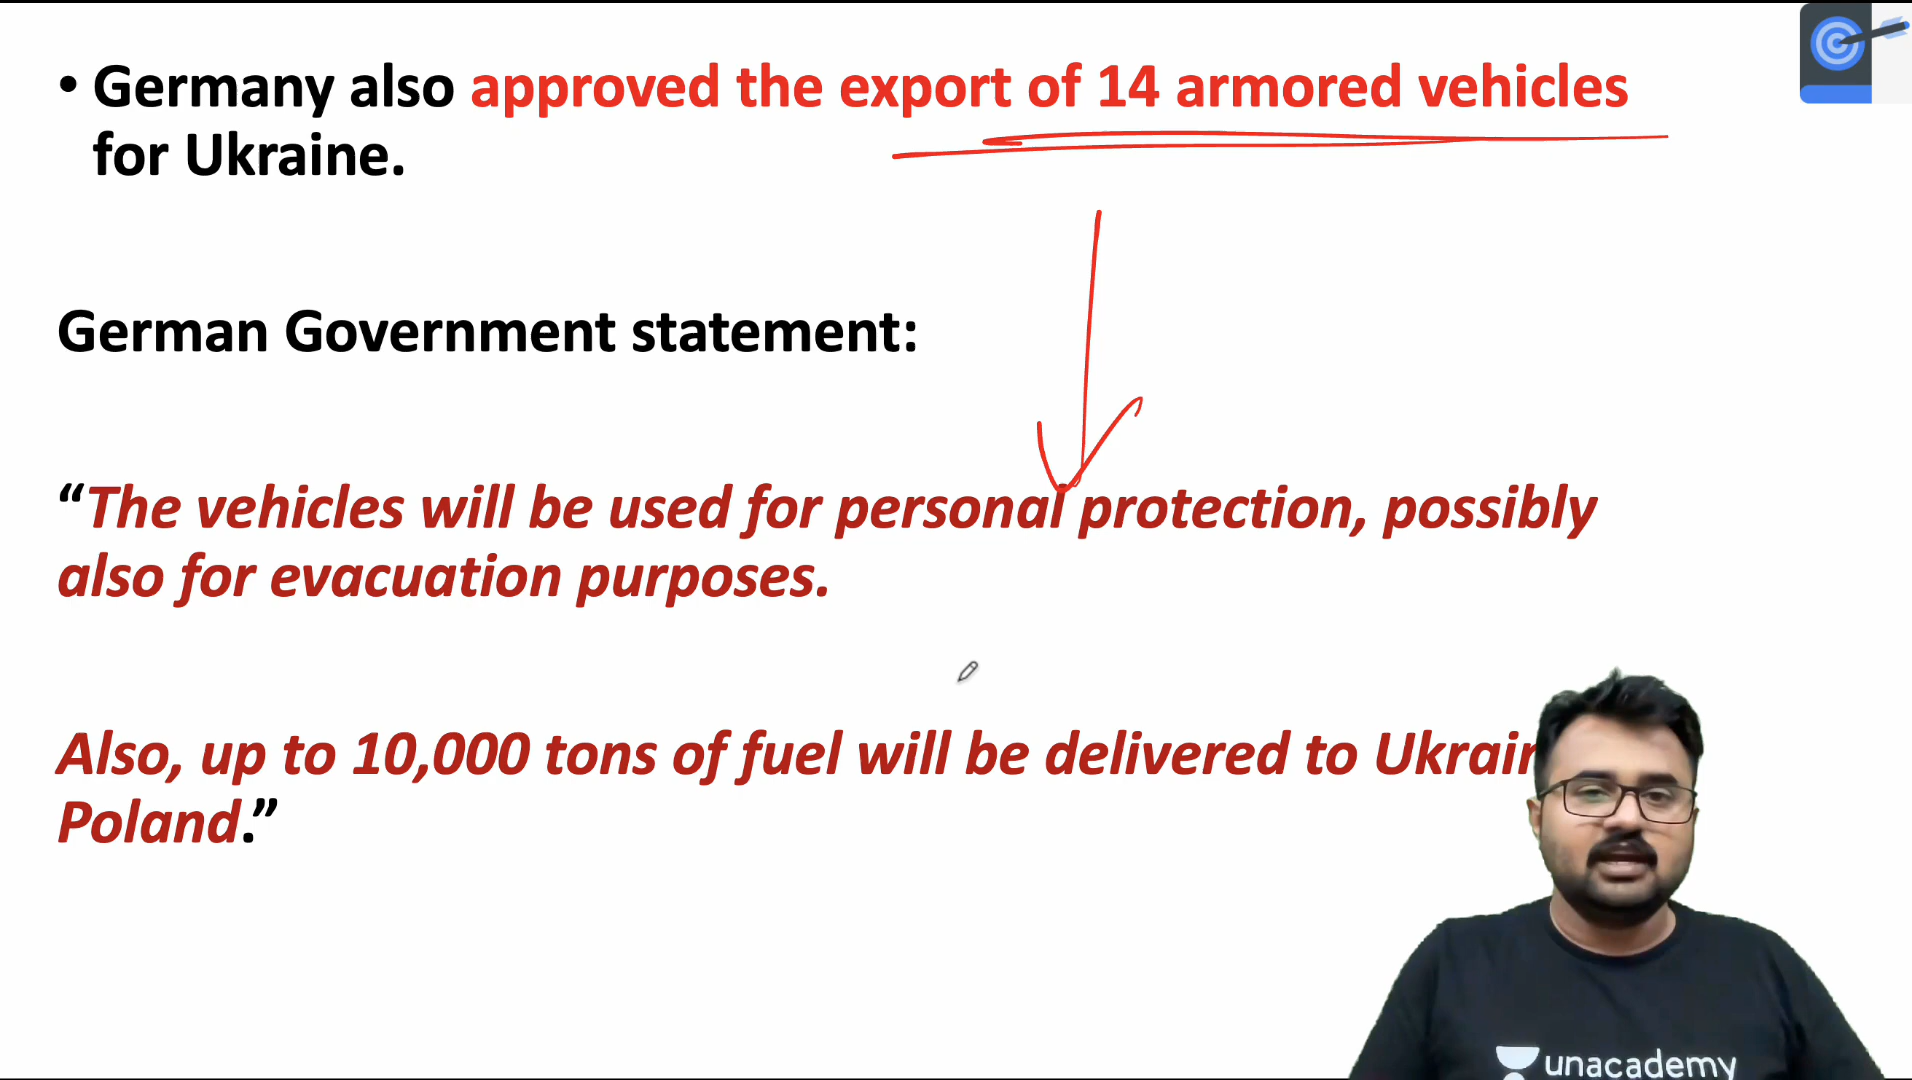 • Germany also approved the export of 14 armored vehicles
for Ukraine.
German Government statement:
“The vehicles will be used for personal protection, possibly
also for evacuation purposes.
Also, up to 10,000 tons of fuel will be delivered to
Poland.”
unacademy